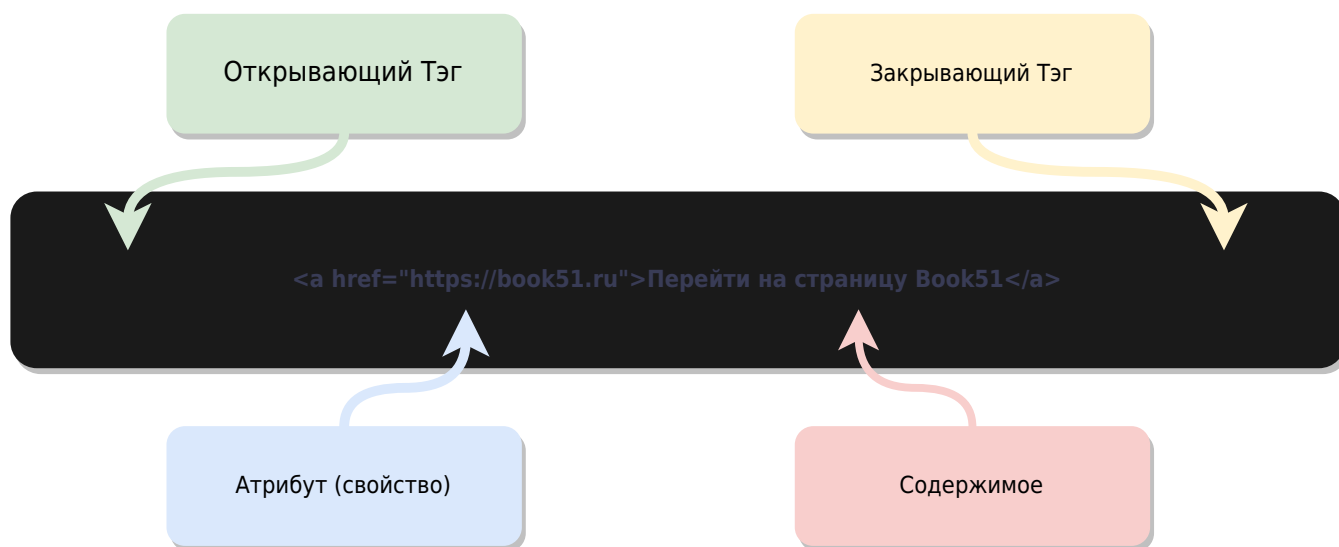 Открывающий Тэг
Закрывающий Тэг
<a href="https://book51.ru">Перейти на страницу Book51</a>
Атрибут (свойство)
Содержимое